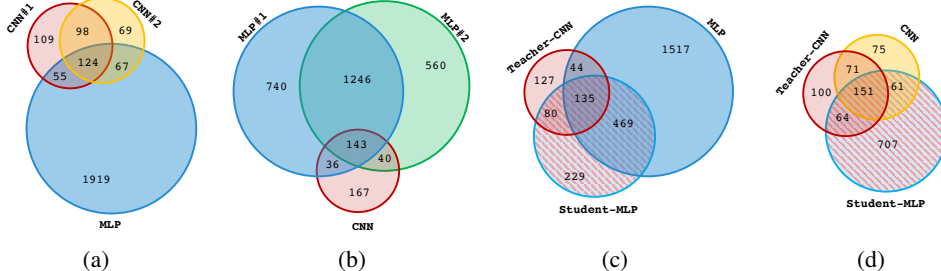 CNN#1
CNN#2
109
98
69
124
55
67
1919
MLP
(a)
MLP#1
MLP#2
740
1246
560
143
36
40
167
CNN
(b)
Teacher-CNN
MLP
1517
127
44
135
80
469
229
Student-MLP
(c)
Teacher-CNN
CNN
75
71
100
151
61
64
707
Student-MLP
(d)